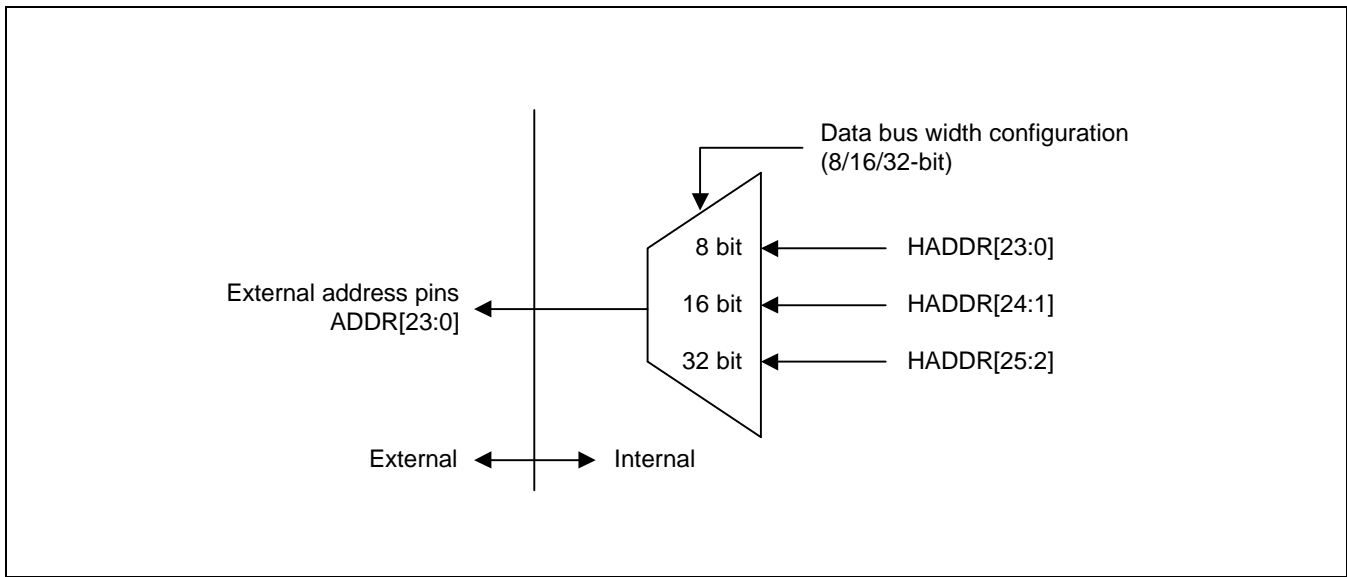 Data bus width configuration
(8/16/32-bit)
8 bit
HADDR[23:0]
External address pins
ADDR[23:0]
16 bit
HADDR[24:1]
32 bit
HADDR[25:2]
External
Internal